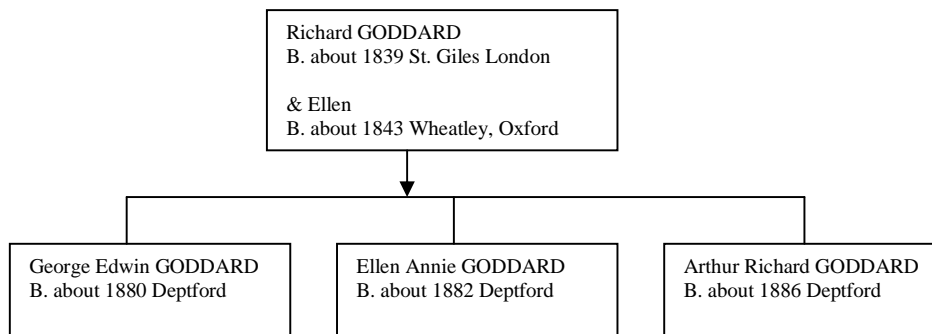 Richard GODDARD
B. about 1839 St. Giles London
& Ellen
B. about 1843 Wheatley, Oxford
George Edwin GODDARD
B. about 1880 Deptford
Ellen Annie GODDARD
B. about 1882 Deptford
Arthur Richard GODDARD
B. about 1886 Deptford